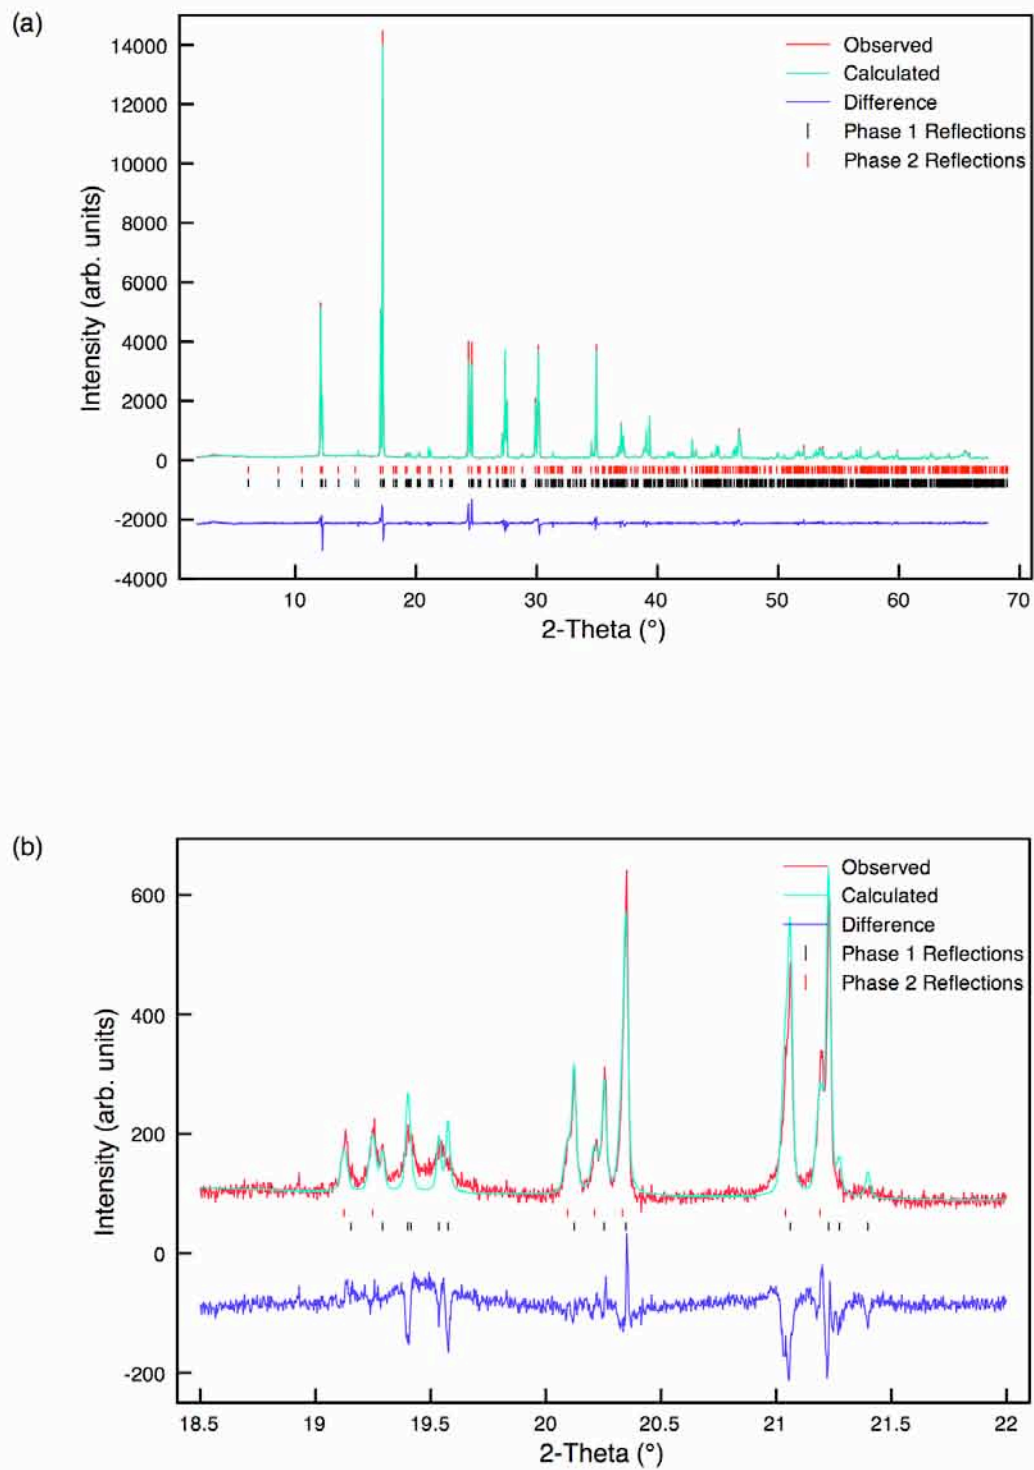 (a)
14000
12000
10000
8000
6000
4000
2000
0
-2000
-4000
Intensity (arb. units)
Observed
Calculated
Difference
Phase 1 Reflections
Phase 2 Reflections
10 20 30 40 50 60 70
2-Theta (°)
(b)
600
400
200
0
-200
Intensity (arb. units)
Observed
Calculated
Difference
Phase 1 Reflections
Phase 2 Reflections
18.5 19 19.5 20 20.5 21 21.5 22
2-Theta (°)